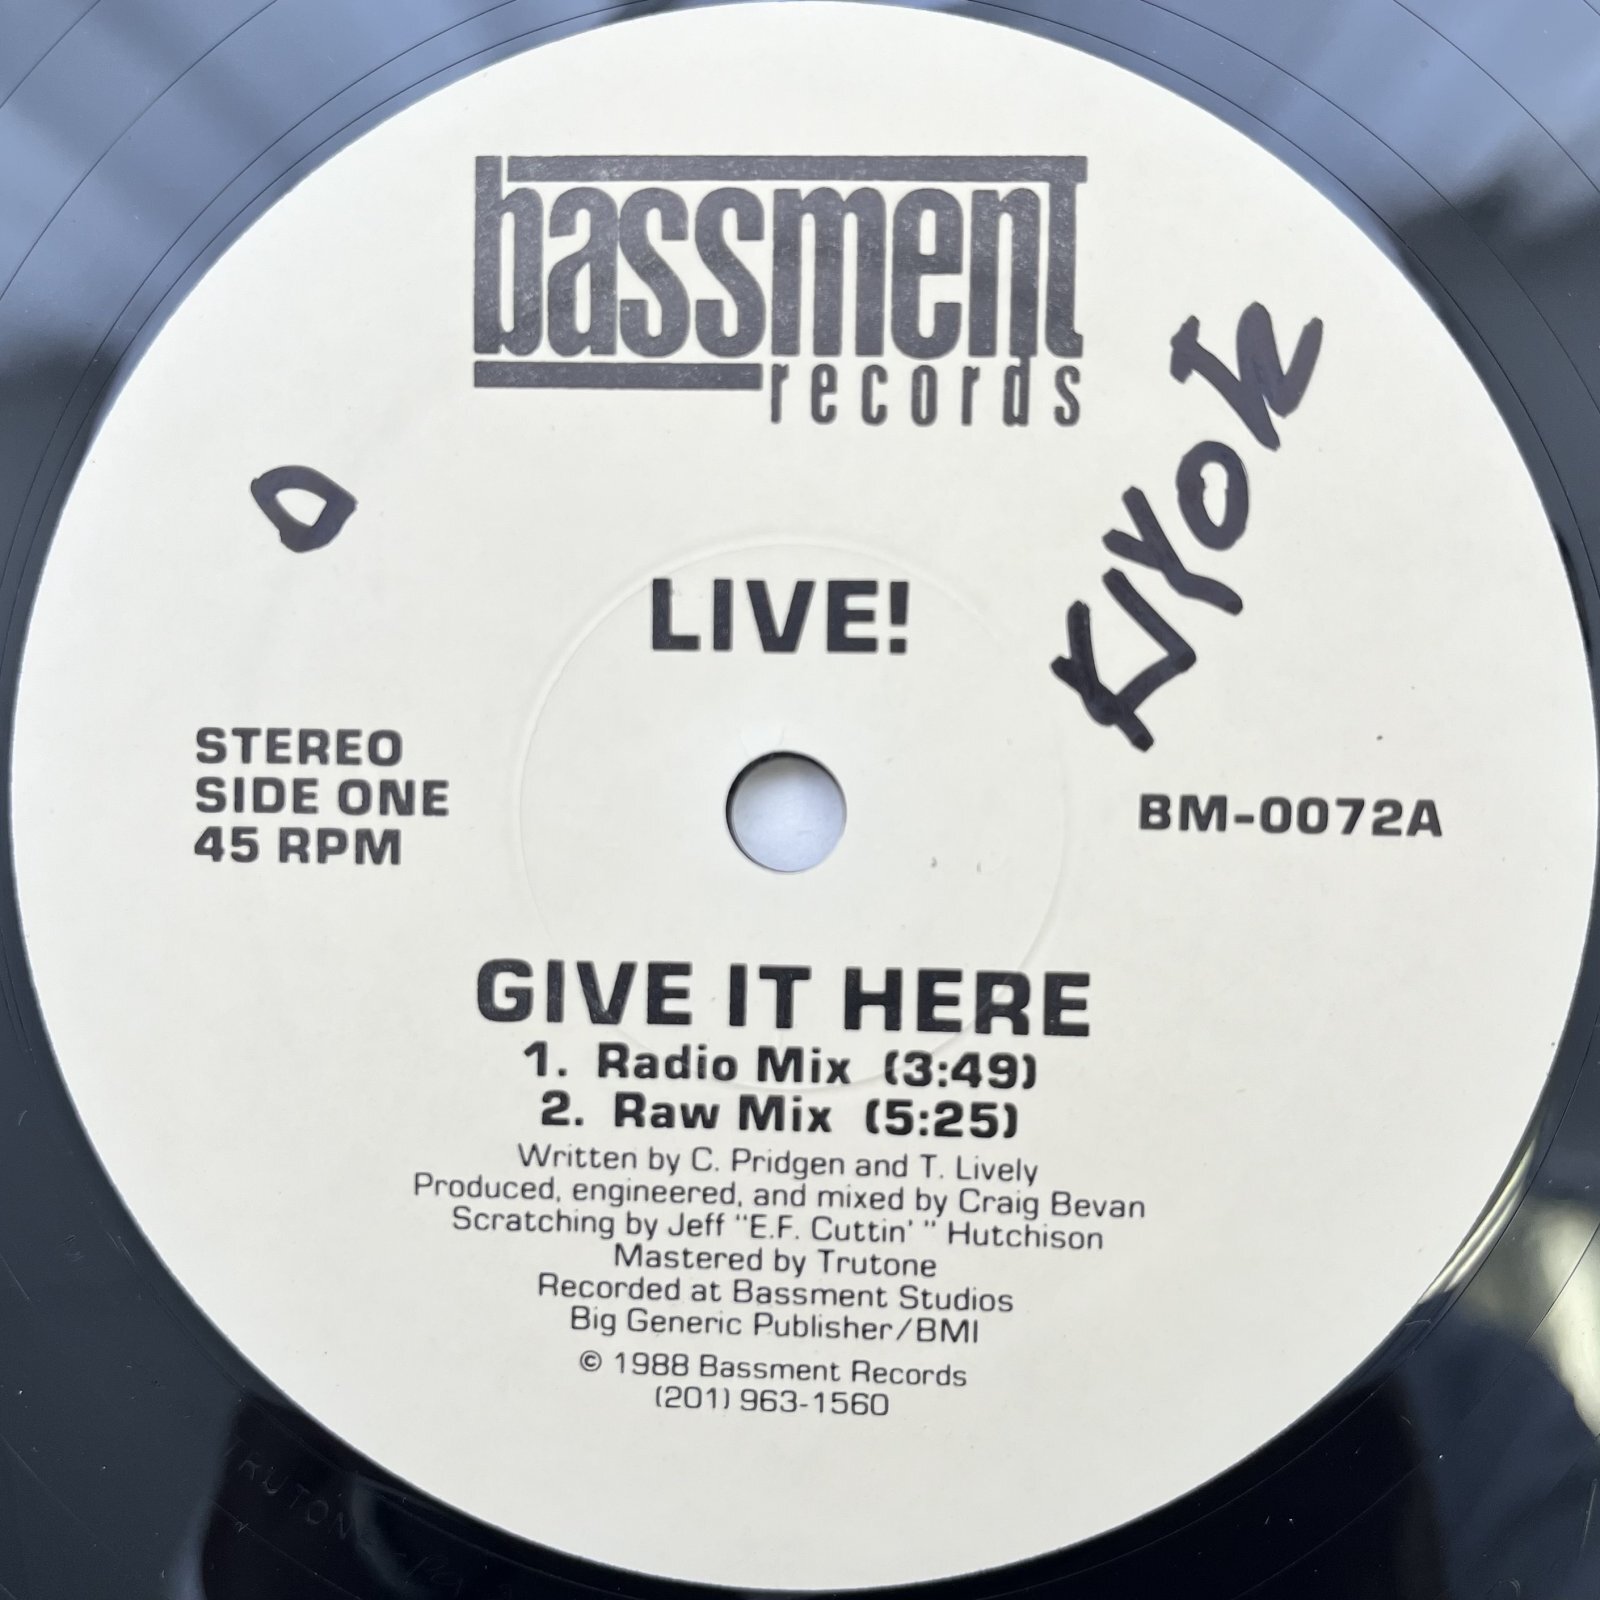 bassment
records
O
KIYOTZ
LIVE!
STEREO
SIDE ONE
45 RPM
BM-0072A
GIVE IT HERE
1. Radio Mix (3:49)
2. Raw Mix (5:25)
Written by C. Pridgen and T. Lively
Produced, engineered, and mixed by Craig Bevan
Scratching by Jeff "E.F. Cuttin' " Hutchison
Mastered by Trutone
Recorded at Bassment Studios
Big Generic Publisher/BMI
© 1988 Bassment Records
(201) 963-1560